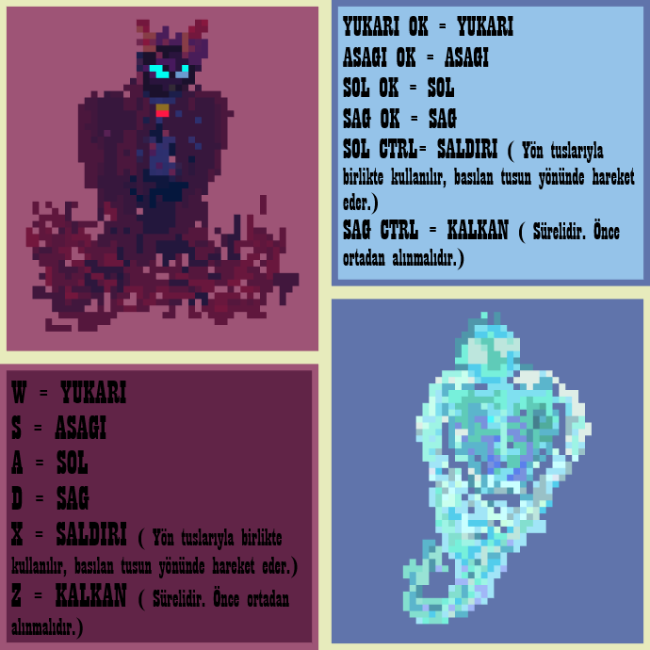 YUKARI OK = YUKARI
ASAGI OK = ASAGI
SOL OK = SOL
SAG OK = SAG
SOL CTRL= SALDIRI ( Yön tuslarıyla
birlikte kullanılır, basılan tusun yönünde hareket
eder.)
SAG CTRL = KALKAN ( Sürelidir. Önce
ortadan alınmalıdır.)
W = YUKARI
S = ASAGI
A = SOL
D = SAG
X = SALDIRI ( Yön tuslarıyla birlikte
kullanılır, basılan tusun yönünde hareket eder.)
Z = KALKAN ( Sürelidir. Önce ortadan
alınmalıdır.)